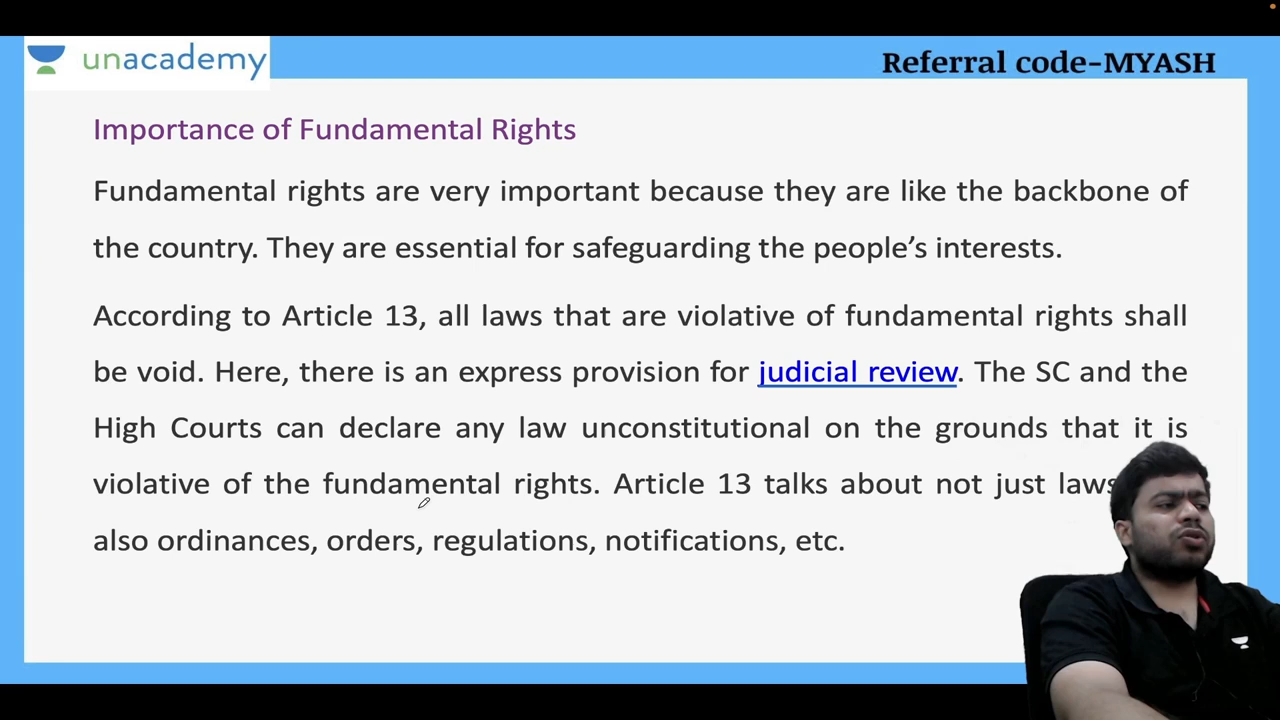 unacademy
Referral code-MYASH
Importance of Fundamental Rights
Fundamental rights are very important because they are like the backbone of
the country. They are essential for safeguarding the people’s interests.
According to Article 13, all laws that are violative of fundamental rights shall
be void. Here, there is an express provision for judicial review. The SC and the
High Courts can declare any law unconstitutional on the grounds that it is
violative of the fundamental rights. Article 13 talks about not just laws
also ordinances, orders, regulations, notifications, etc.